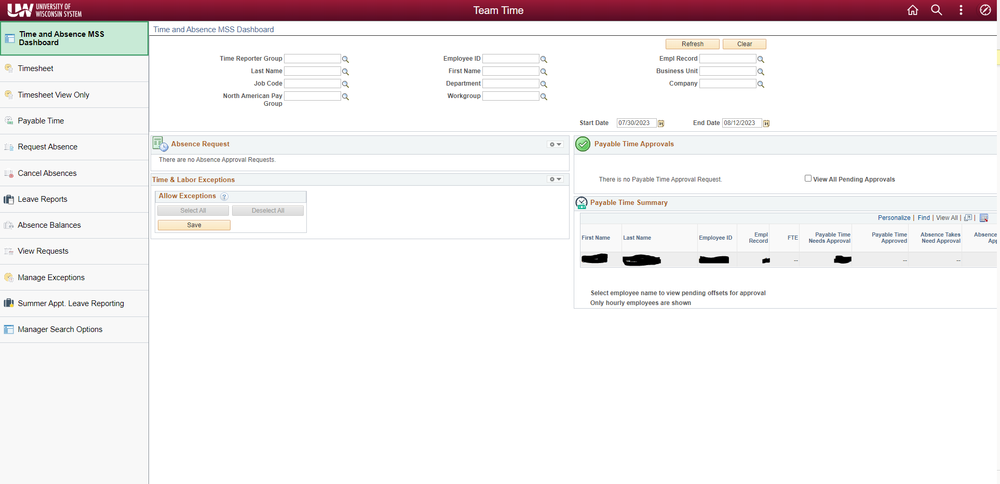 UW UNIVERSITY OF
WISCONSIN SYSTEM
Team Time
Time and Absence MSS
Dashboard
Timesheet
Timesheet View Only
Payable Time
Request Absence
Cancel Absences
Leave Reports
Absence Balances
View Requests
Manage Exceptions
Summer Appt. Leave Reporting
Manager Search Options
Time and Absence MSS Dashboard
Refresh Clear
Time Reporter Group Employee ID Empl Record
Last Name First Name Business Unit
Job Code Department Company
North American Pay Workgroup
Group
Start Date 07/30/2023 End Date 08/12/2023
Absence Request
There are no Absence Approval Requests.
Time & Labor Exceptions
Allow Exceptions ?
Select All Deselect All
Save
Payable Time Approvals
There is no Payable Time Approval Request. View All Pending Approvals
Payable Time Summary
Personalize | Find | View All | |
First Name Last Name Employee ID Empl Record FTE Payable Time Needs Approval Payable Time Approved Absence Takes Need Approval Absence App
-- -- --
Select employee name to view pending offsets for approval
Only hourly employees are shown